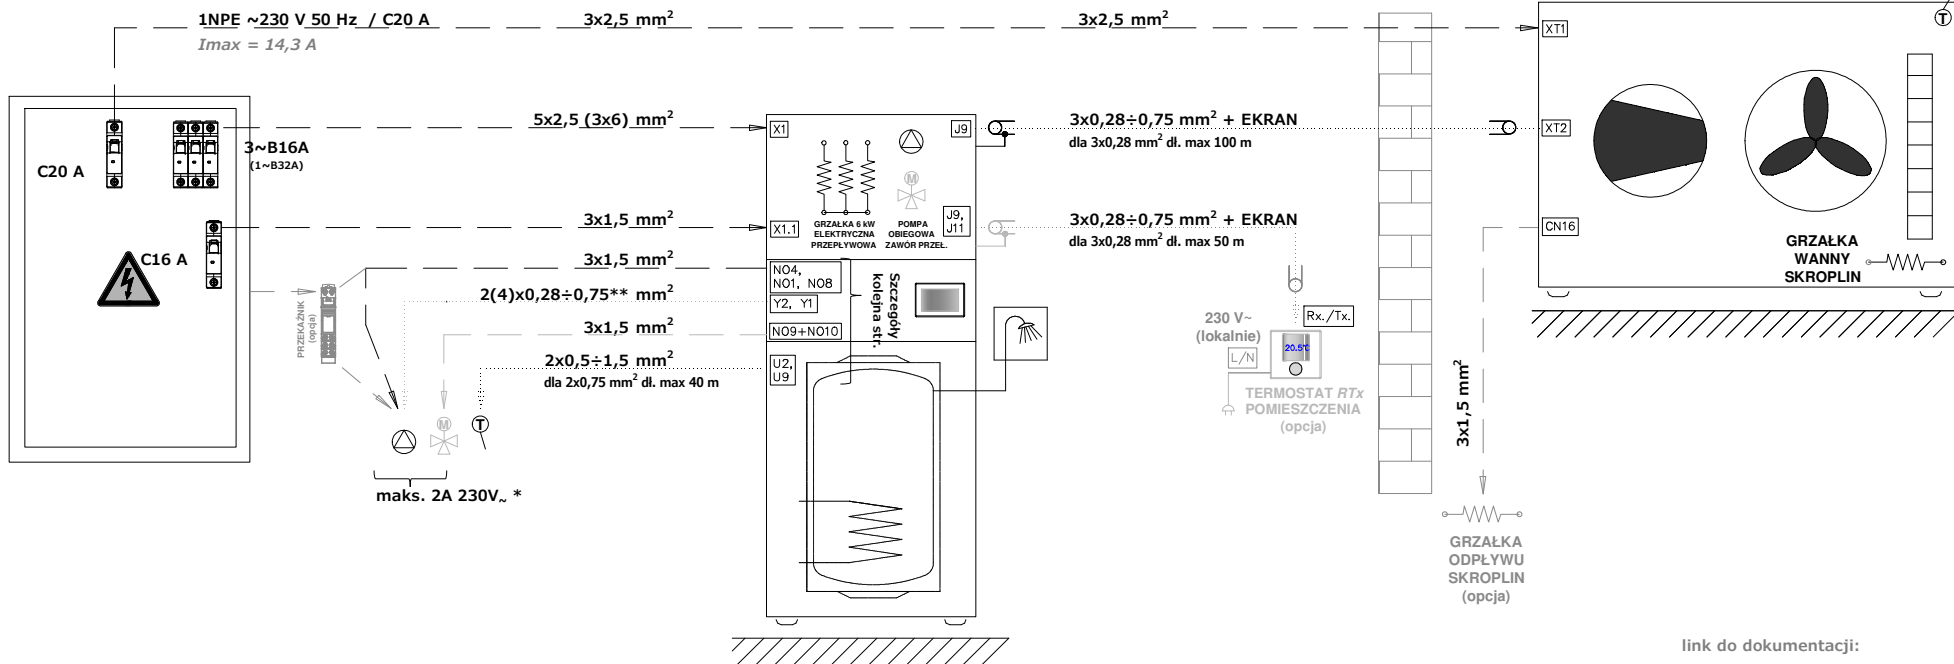 1NPE ~230 V 50 Hz / C20 A
Imax = 14,3 A
3x2,5 mm²
3x2,5 mm²
XT1
T
C20 A
3~B16A
(1~B32A)
C16 A
5x2,5 (3x6) mm²
X1
J9
3x0,28÷0,75 mm² + EKRAN
dla 3x0,28 mm² dł. max 100 m
XT2
3x1,5 mm²
X1.1
M
GRZAŁKA 6 kW
ELEKTRYCZNA
PRZEPŁYWOWA
POMPA
OBIEGOWA
ZAWÓR PRZEŁ.
J9,
J11
3x0,28÷0,75 mm² + EKRAN
dla 3x0,28 mm² dł. max 50 m
CN16
GRZAŁKA
WANNY
SKROPLIN
3x1,5 mm²
NO4,
NO1, NO8
2(4)x0,28÷0,75** mm²
Y2, Y1
3x1,5 mm²
NO9+NO10
Szczegóły
kolejna str.
PRZEKAŹNIK
(opcja)
2x0,5÷1,5 mm²
dla 2x0,75 mm² dł. max 40 m
U2,
U9
M
T
maks. 2A 230V~ *
230 V~
(lokalnie)
L/N
Rx./Tx.
20.5°C
TERMOSTAT RTx
POMIESZCZENIA
(opcja)
3x1,5 mm²
GRZAŁKA
ODPŁYWU
SKROPLIN
(opcja)
link do dokumentacji: